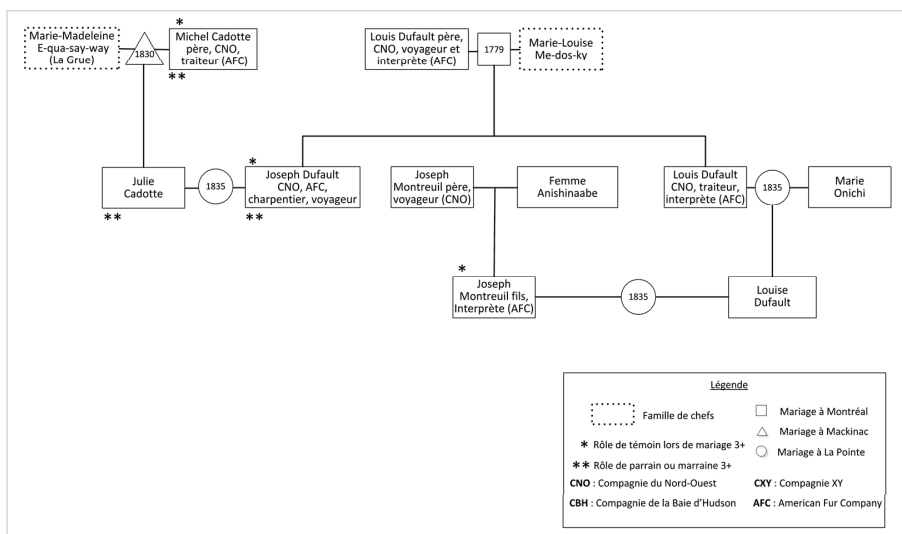 Marie-Madeleine
E-qua-say-way
(La Grue)
1830
*
Michel Cadotte
père, CNO,
traiteur (AFC)
**
Louis Dufault père,
CNO, voyageur et
interprète (AFC)
1779
Marie-Louise
Me-dos-ky
Julie
Cadotte
**
1835
*
Joseph Dufault
CNO, AFC,
charpentier, voyageur
**
Joseph
Montreuil père,
voyageur (CNO)
Femme
Anishinaabe
Louis Dufault
CNO, traiteur,
interprète (AFC)
1835
Marie
Onichi
*
Joseph
Montreuil fils,
Interprète (AFC)
1835
Louise
Dufault
Légende
Famille de chefs
* Rôle de témoin lors de mariage 3+
** Rôle de parrain ou marraine 3+
Mariage à Montréal
Mariage à Mackinac
Mariage à La Pointe
CNO : Compagnie du Nord-Ouest
CXY : Compagnie XY
CBH : Compagnie de la Baie d'Hudson
AFC : American Fur Company